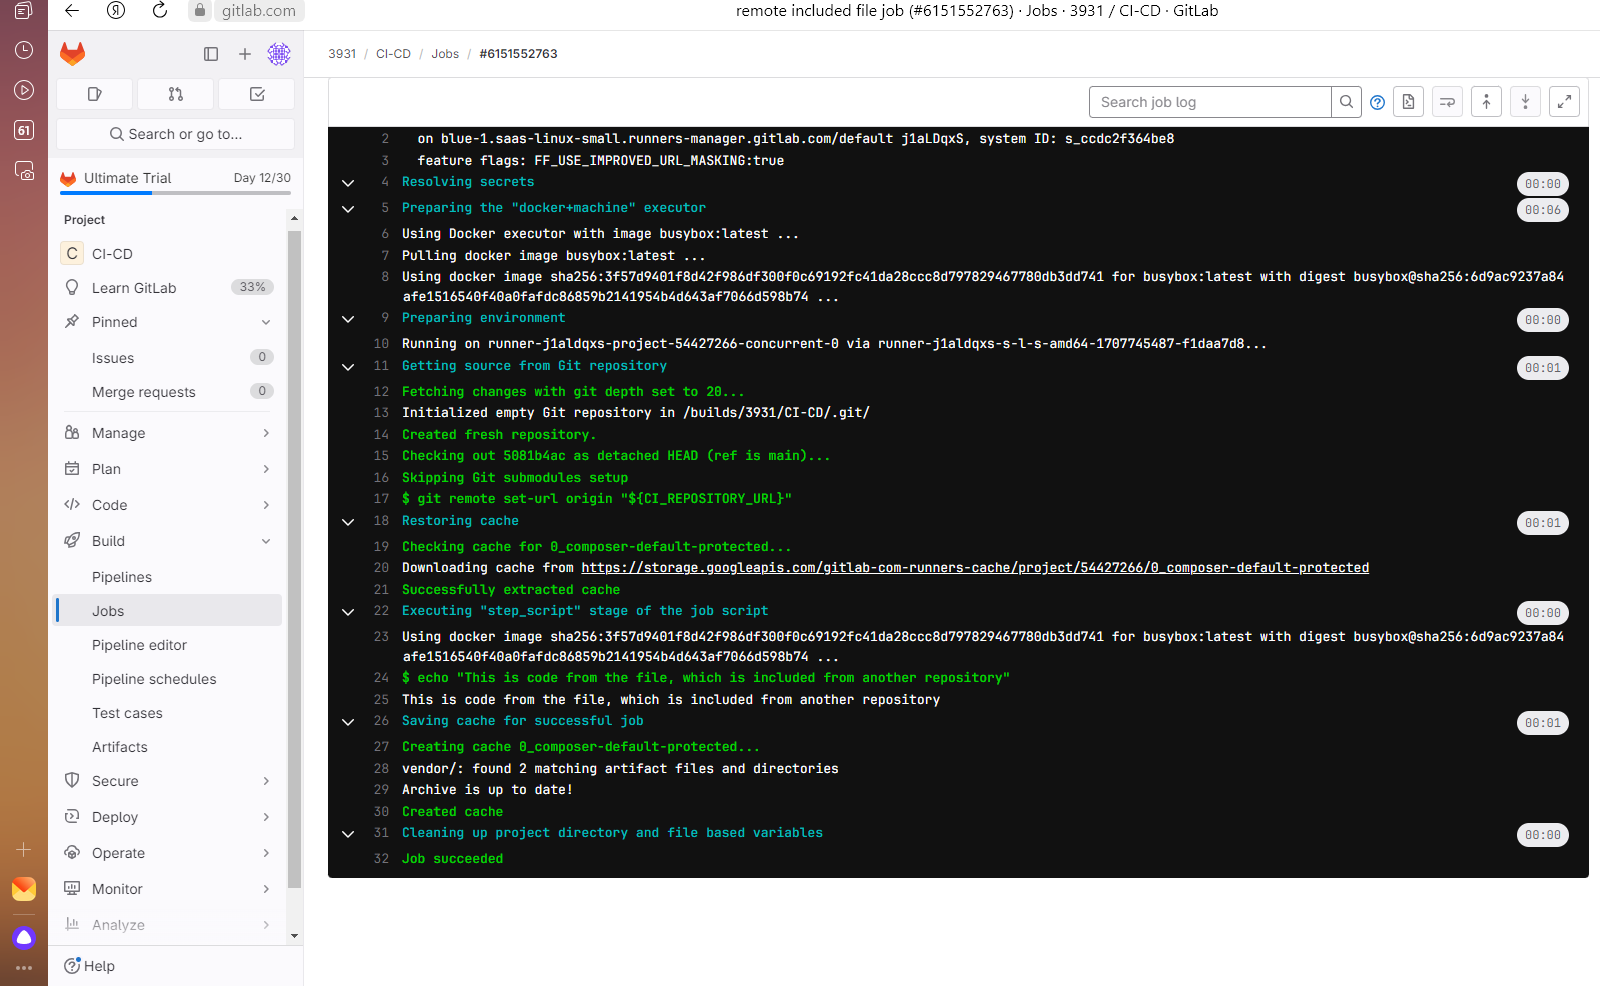 gitlab.com
remote included file job (#6151552763) · Jobs · 3931 / CI-CD · GitLab
61
3931 / CI-CD / Jobs / #6151552763
Search or go to...
Ultimate Trial Day 12/30
Project
C CI-CD
Learn GitLab 33%
Pinned
Issues 0
Merge requests 0
Manage
Plan
Code
Build
Pipelines
Jobs
Pipeline editor
Pipeline schedules
Test cases
Artifacts
Secure
Deploy
Operate
Monitor
Analyze
Help
Search job log
2 on blue-1.saas-linux-small.runners-manager.gitlab.com/default j1aLDqxS, system ID: s_ccdc2f364be8
3 feature flags: FF_USE_IMPROVED_URL_MASKING:true
4 Resolving secrets 00:00
5 Preparing the "docker+machine" executor 00:06
6 Using Docker executor with image busybox:latest ...
7 Pulling docker image busybox:latest ...
8 Using docker image sha256:3f57d9401f8d42f986df300f0c69192fc41da28ccc8d797829467780db3dd741 for busybox:latest with digest busybox@sha256:6d9ac9237a84
afe1516540f40a0fafdc86859b2141954b4d643af7066d598b74 ...
9 Preparing environment 00:00
10 Running on runner-j1aldqxs-project-54427266-concurrent-0 via runner-j1aldqxs-s-l-s-amd64-1707745487-f1daa7d8...
11 Getting source from Git repository 00:01
12 Fetching changes with git depth set to 20...
13 Initialized empty Git repository in /builds/3931/CI-CD/.git/
14 Created fresh repository.
15 Checking out 5081b4ac as detached HEAD (ref is main)...
16 Skipping Git submodules setup
17 $ git remote set-url origin "${CI_REPOSITORY_URL}"
18 Restoring cache 00:01
19 Checking cache for 0_composer-default-protected...
20 Downloading cache from https://storage.googleapis.com/gitlab-com-runners-cache/project/54427266/0_composer-default-protected
21 Successfully extracted cache
22 Executing "step_script" stage of the job script 00:00
23 Using docker image sha256:3f57d9401f8d42f986df300f0c69192fc41da28ccc8d797829467780db3dd741 for busybox:latest with digest busybox@sha256:6d9ac9237a84
afe1516540f40a0fafdc86859b2141954b4d643af7066d598b74 ...
24 $ echo "This is code from the file, which is included from another repository"
25 This is code from the file, which is included from another repository
26 Saving cache for successful job 00:01
27 Creating cache 0_composer-default-protected...
28 vendor/: found 2 matching artifact files and directories
29 Archive is up to date!
30 Created cache
31 Cleaning up project directory and file based variables 00:00
32 Job succeeded